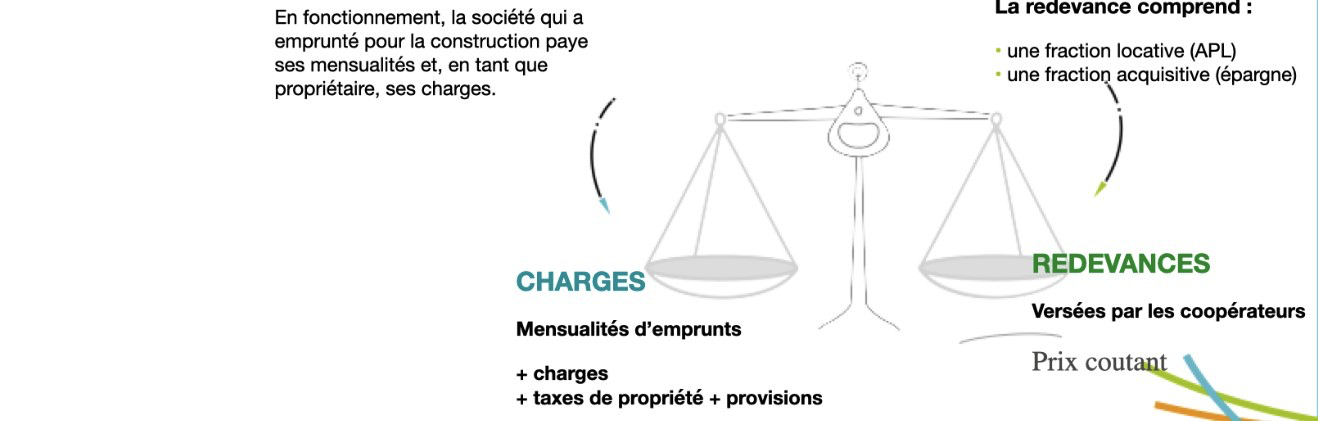 En fonctionnement, la société qui a
emprunté pour la construction paye
ses mensualités et, en tant que
propriétaire, ses charges.
La redevance comprend :
• une fraction locative (APL)
• une fraction acquisitive (épargne)
CHARGES
Mensualités d’emprunts
+ charges
+ taxes de propriété + provisions
REDEVANCES
Versées par les coopérateurs
Prix coutant